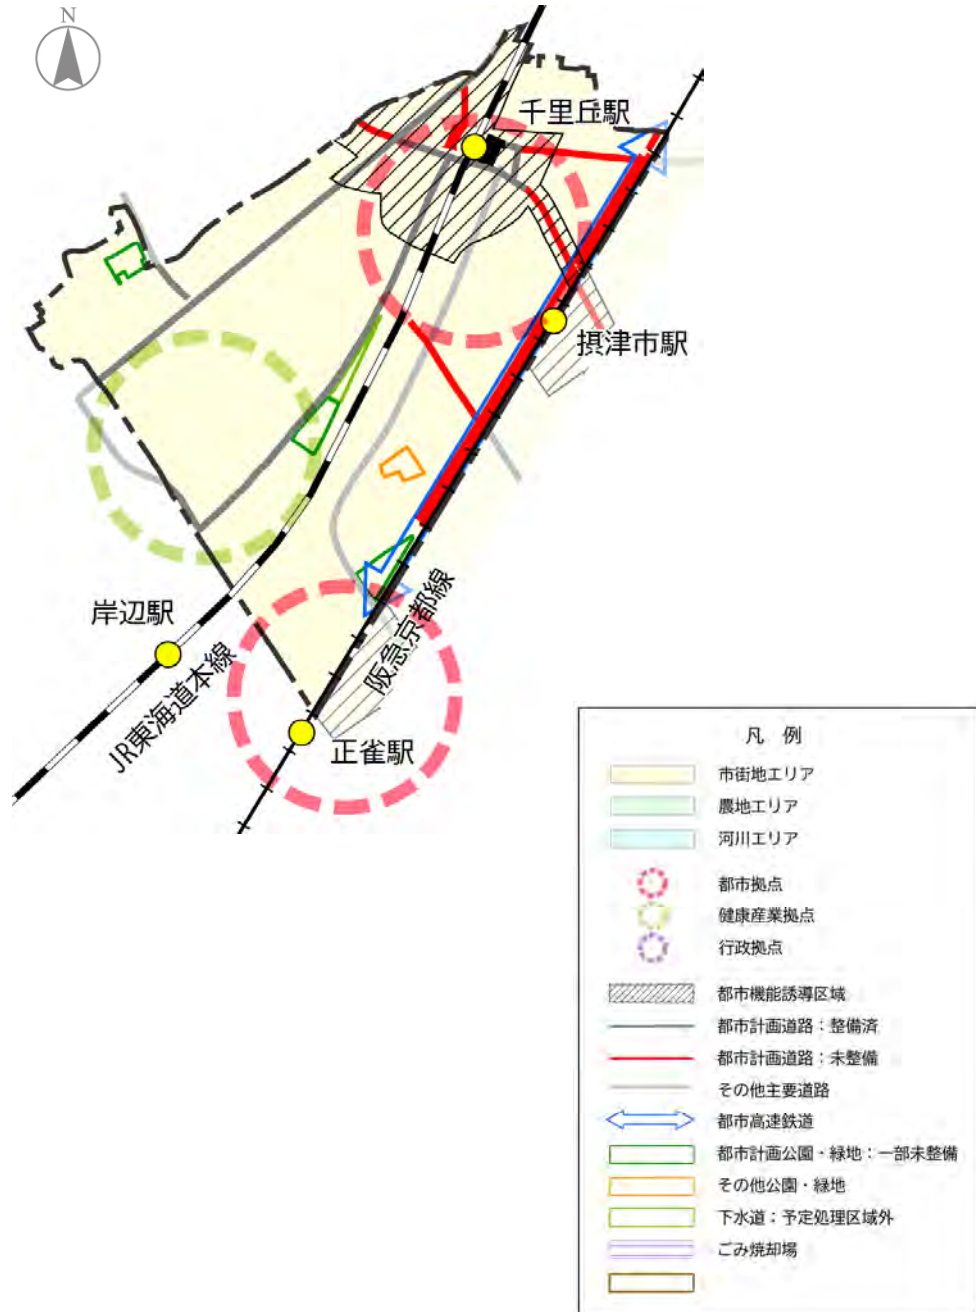 N
千里丘駅
摂津市駅
阪急京都線
岸辺駅
JR東海道本線
正雀駅
凡 例
市街地エリア
農地エリア
河川エリア
都市拠点
健康産業拠点
行政拠点
都市機能誘導区域
都市計画道路：整備済
都市計画道路：未整備
その他主要道路
都市高速鉄道
都市計画公園・緑地：一部未整備
その他公園・緑地
下水道：予定処理区域外
ごみ焼却場